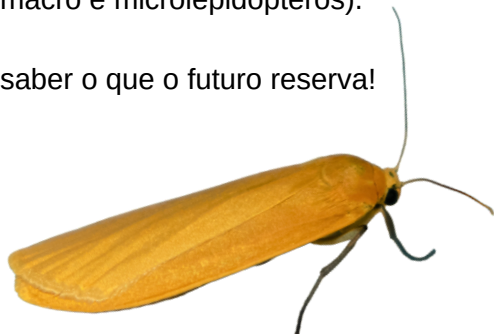 macro e microlepidópteros).
saber o que o futuro reserva!